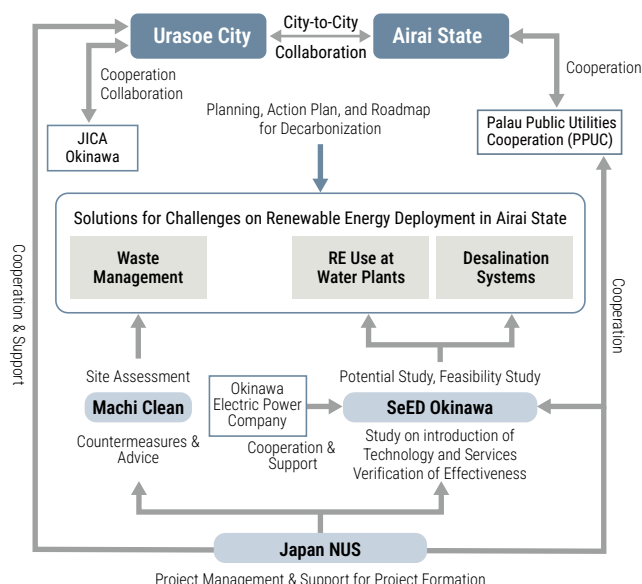 Urasoe City
City-to-City
Collaboration
Airai State
Cooperation
Collaboration
Cooperation
JICA
Okinawa
Planning, Action Plan, and Roadmap
for Decarbonization
Palau Public Utilities
Cooperation (PPUC)
Solutions for Challenges on Renewable Energy Deployment in Airai State
Waste
Management
RE Use at
Water Plants
Desalination
Systems
Cooperation & Support
Cooperation
Site Assessment
Machi Clean
Countermeasures &
Advice
Okinawa
Electric Power
Company
Cooperation &
Support
Potential Study, Feasibility Study
SeED Okinawa
Study on introduction of
Technology and Services
Verification of Effectiveness
Japan NUS
Project Management & Support for Project Formation